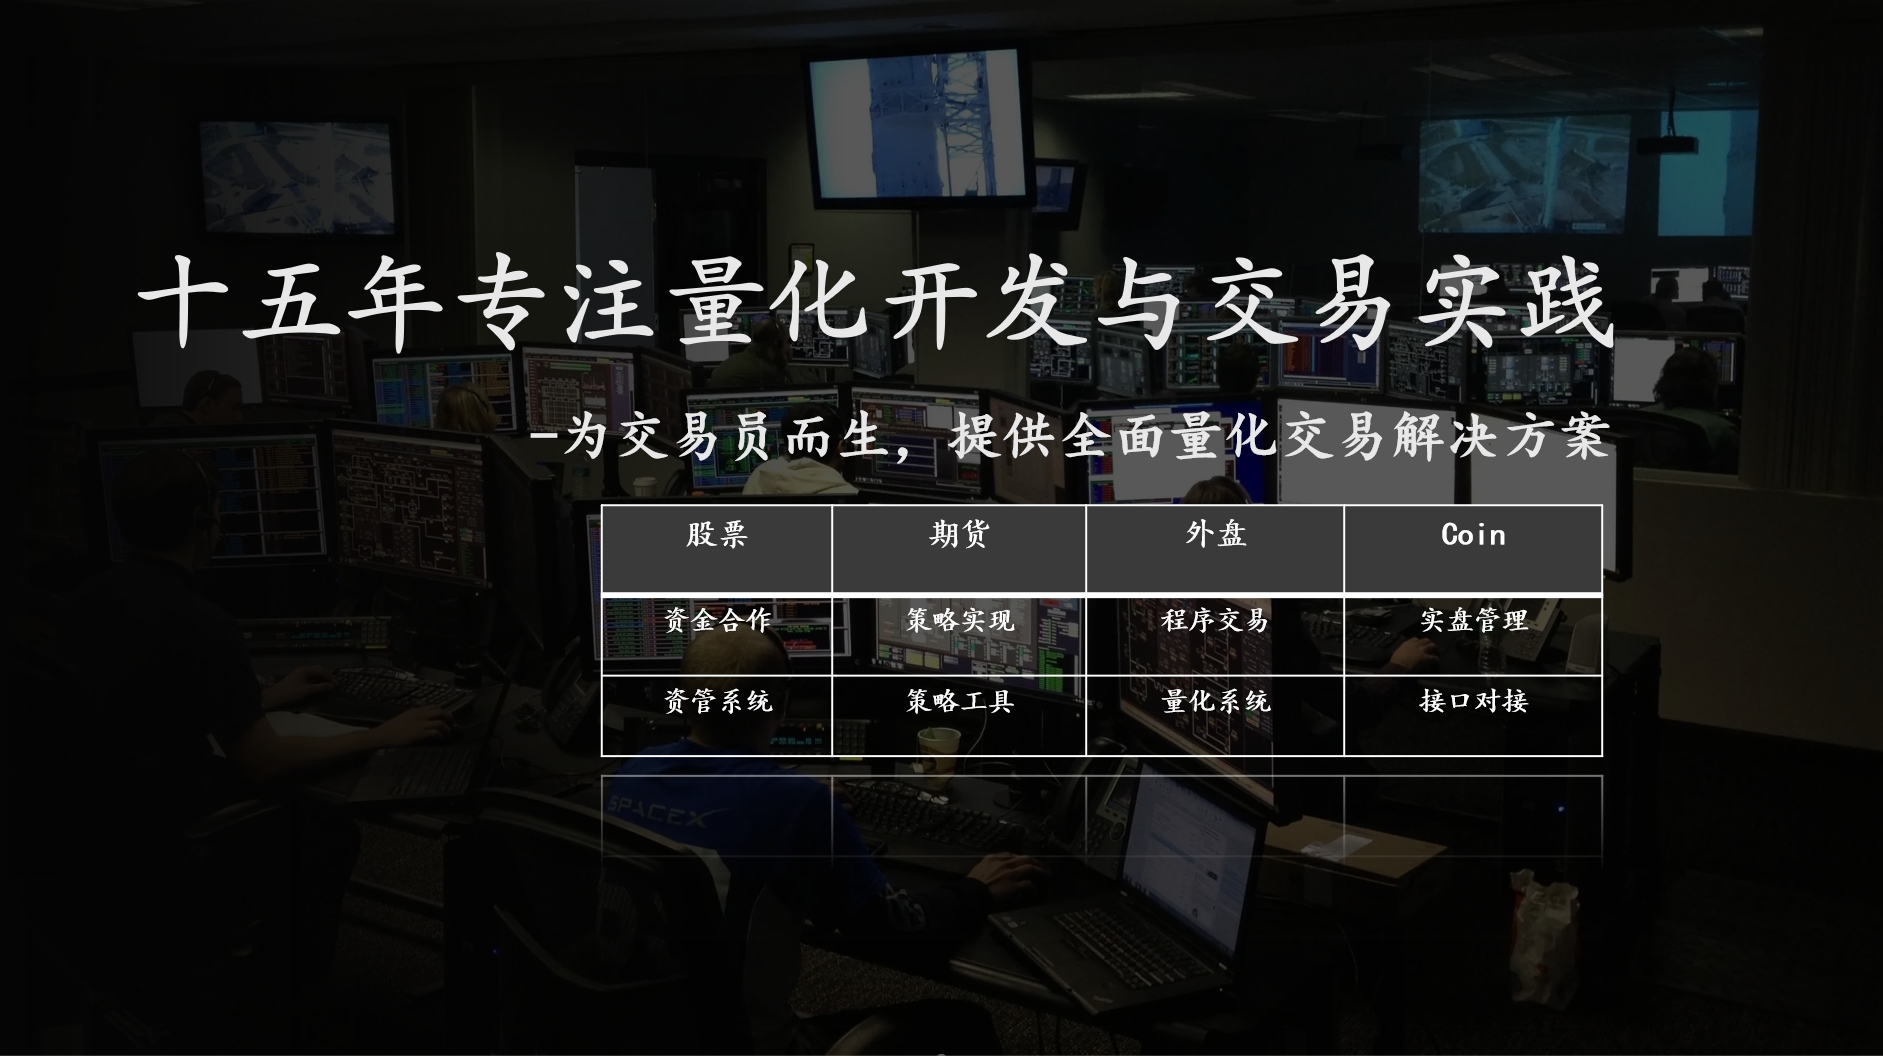 十五年专注量化开发与交易实践
-为交易员而生，提供全面量化交易解决方案
股票 期货 外盘 Coin
资金合作 策略实现 程序交易 实盘管理
资管系统 策略工具 量化系统 接口对接
SPACEX